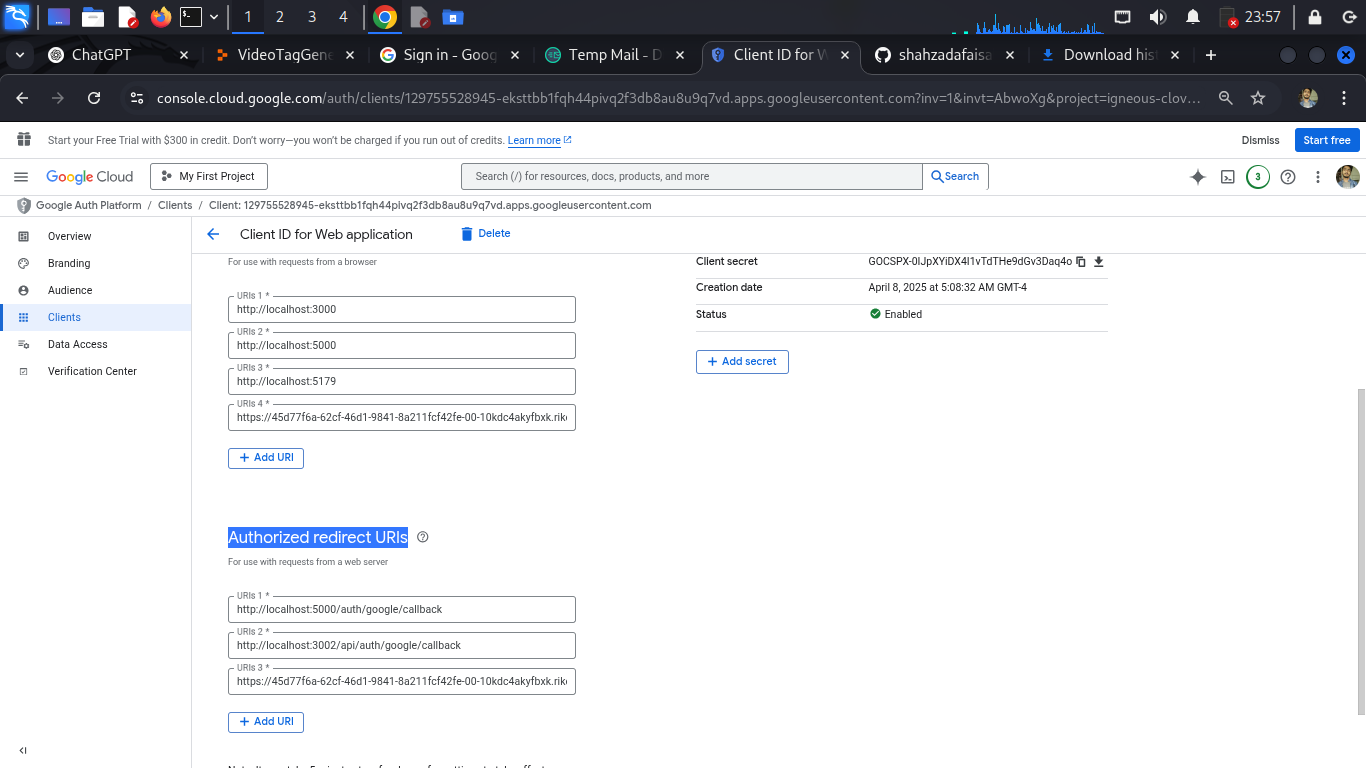 1 2 3 4 23:57
ChatGPT VideoTagGene Sign in - Goog Temp Mail - D Client ID for W shahzadafaisa Download hist
console.cloud.google.com/auth/clients/129755528945-eksttbb1fqh44pivq2f3db8au8u9q7vd.apps.googleusercontent.com?inv=1&invt=AbwoXg&project=igneous-clov...
Start your Free Trial with $300 in credit. Don't worry—you won't be charged if you run out of credits. Learn more Dismiss Start free
Google Cloud My First Project Search (/) for resources, docs, products, and more Search 3
Google Auth Platform / Clients / Client: 129755528945-eksttbb1fqh44pivq2f3db8au8u9q7vd.apps.googleusercontent.com
Overview
Branding
Audience
Clients
Data Access
Verification Center
Client ID for Web application Delete
For use with requests from a browser
URIs 1 *
http://localhost:3000
URIs 2 *
http://localhost:5000
URIs 3 *
http://localhost:5179
URIs 4 *
https://45d77f6a-62cf-46d1-9841-8a211fcf42fe-00-10kdc4akyfbxk.rike
+ Add URI
Authorized redirect URIs
For use with requests from a web server
URIs 1 *
http://localhost:5000/auth/google/callback
URIs 2 *
http://localhost:3002/api/auth/google/callback
URIs 3 *
https://45d77f6a-62cf-46d1-9841-8a211fcf42fe-00-10kdc4akyfbxk.rike
+ Add URI
Client secret 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
Creation date April 8, 2025 at 5:08:32 AM GMT-4
Status Enabled
+ Add secret